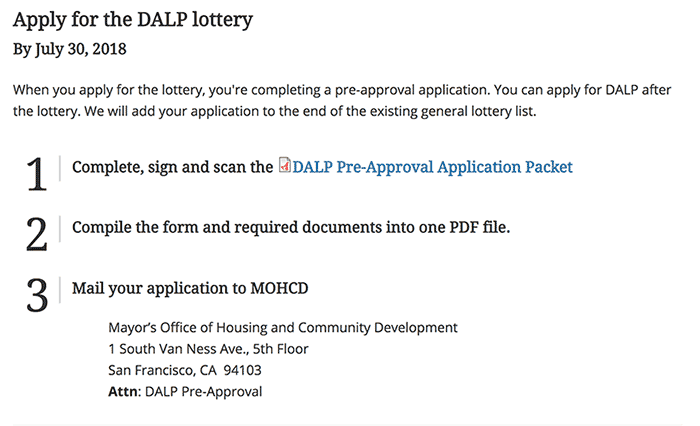 Apply for the DALP lottery
By July 30, 2018
When you apply for the lottery, you're completing a pre-approval application. You can apply for DALP after
the lottery. We will add your application to the end of the existing general lottery list.
1 Complete, sign and scan the DALP Pre-Approval Application Packet
2 Compile the form and required documents into one PDF file.
3 Mail your application to MOHCD
Mayor’s Office of Housing and Community Development
1 South Van Ness Ave., 5th Floor
San Francisco, CA  94103
Attn: DALP Pre-Approval